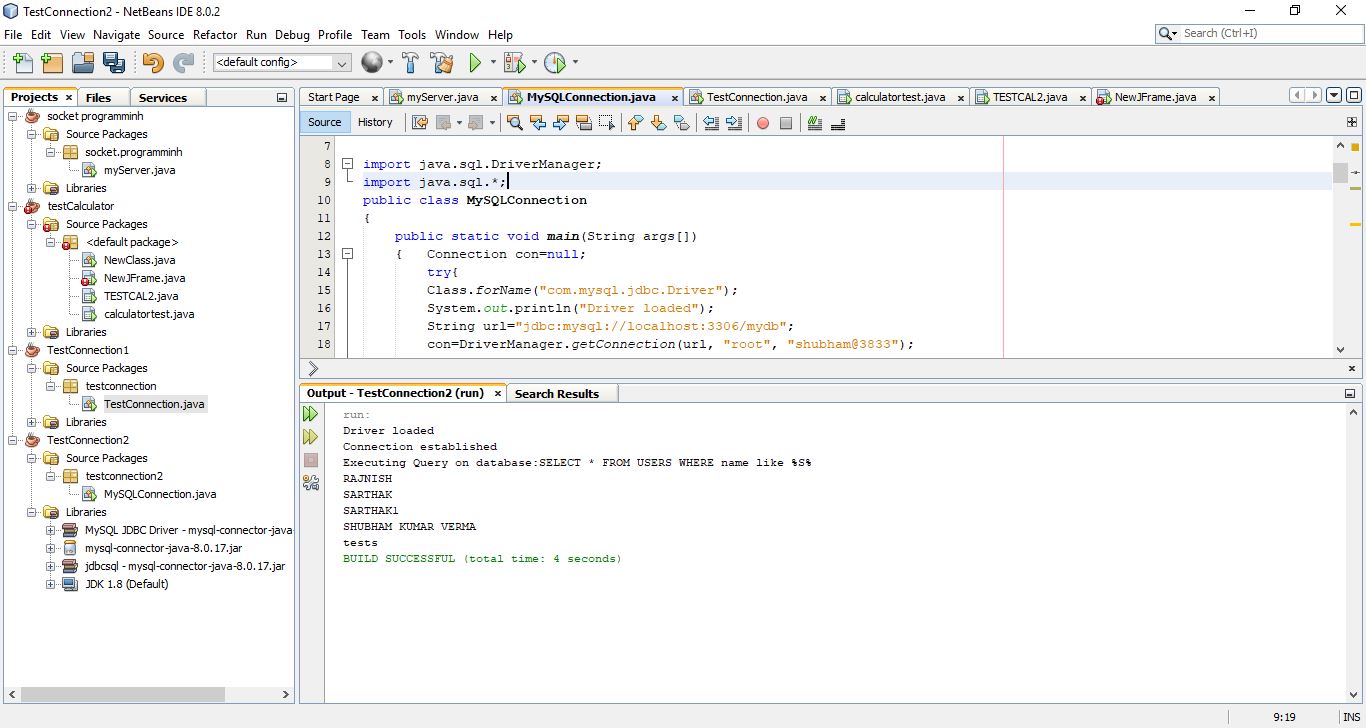 TestConnection2 - NetBeans IDE 8.0.2
File Edit View Navigate Source Refactor Run Debug Profile Team Tools Window Help
Search (Ctrl+I)
<default config>
Projects Files Services
socket programminh
Source Packages
socket.programminh
myServer.java
Libraries
testCalculator
Source Packages
<default package>
NewClass.java
NewJFrame.java
TESTCAL2.java
calculatortest.java
Libraries
TestConnection1
Source Packages
testconnection
TestConnection.java
Libraries
TestConnection2
Source Packages
testconnection2
MySQLConnection.java
Libraries
MySQL JDBC Driver - mysql-connector-java
mysql-connector-java-8.0.17.jar
jdbcsql - mysql-connector-java-8.0.17.jar
JDK 1.8 (Default)
Start Page myServer.java MySQLConnection.java TestConnection.java calculatortest.java TESTCAL2.java NewJFrame.java
Source History
7
8 import java.sql.DriverManager;
9 import java.sql.*;
10 public class MySQLConnection
11 {
12 public static void main(String args[])
13 { Connection con=null;
14 try{
15 Class.forName("com.mysql.jdbc.Driver");
16 System.out.println("Driver loaded");
17 String url="jdbc:mysql://localhost:3306/mydb";
18 con=DriverManager.getConnection(url, "root", "shubham@3833");
Output - TestConnection2 (run) Search Results
run:
Driver loaded
Connection established
Executing Query on database:SELECT * FROM USERS WHERE name like %S%
RAJNISH
SARTHAK
SARTHAK1
SHUBHAM KUMAR VERMA
tests
BUILD SUCCESSFUL (total time: 4 seconds)
9:19 INS